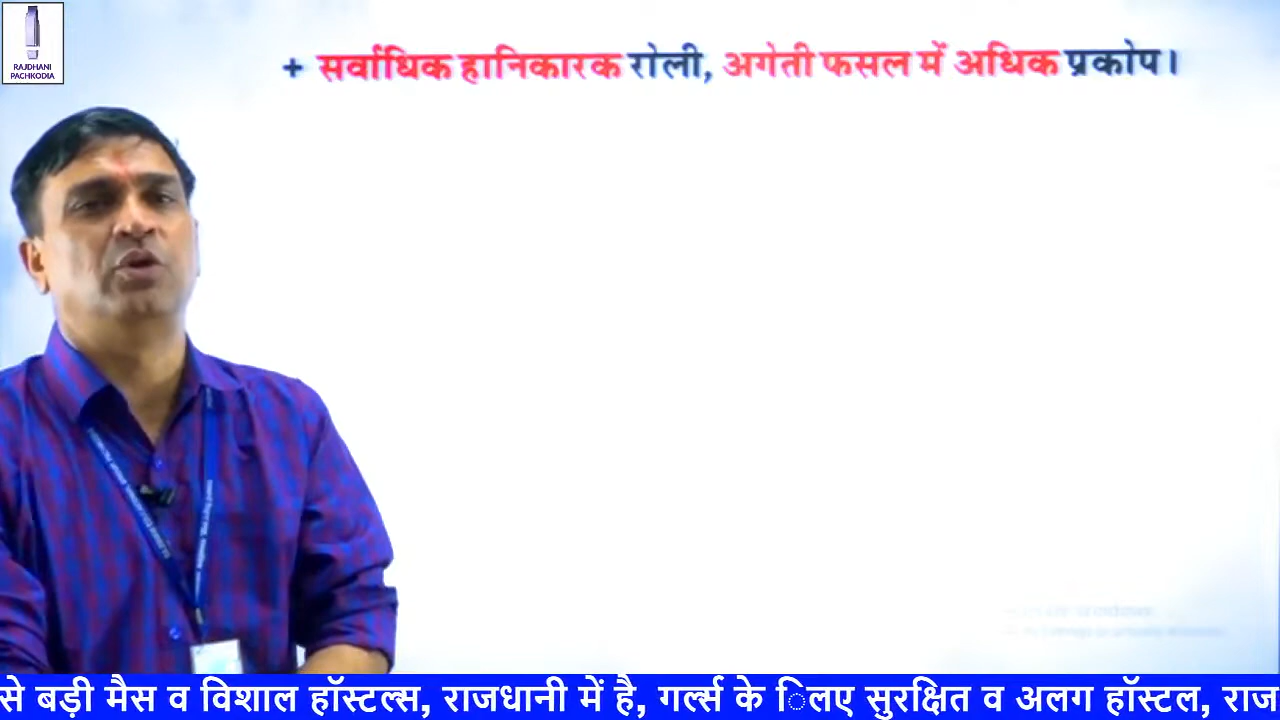 RAJDHANI
PACHKODIA
+ सर्वाधिक हानिकारक रोली, अगेती फसल में अधिक प्रकोप।
से बड़ी मैस व विशाल हॉस्टल्स, राजधानी में है, गर्ल्स के िलए सुरक्षित व अलग हॉस्टल, राज